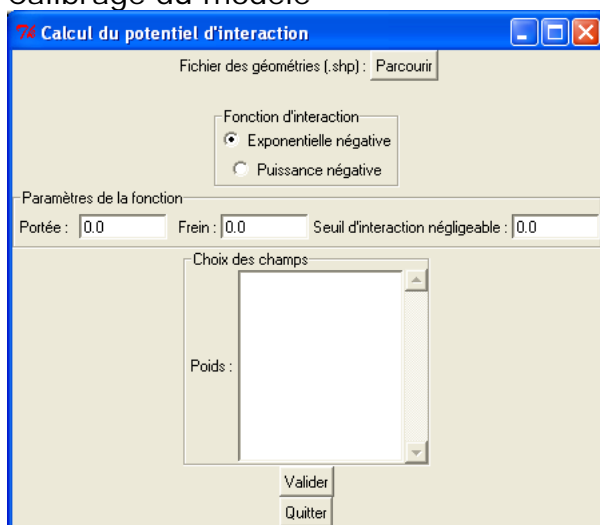 Calibrage du modèle
Calcul du potentiel d'interaction
Fichier des géométries (.shp) : Parcourir
Fonction d'interaction
Exponentielle négative
Puissance négative
Paramètres de la fonction
Portée : 0.0 Frein : 0.0 Seuil d'interaction négligeable : 0.0
Choix des champs
Poids :
Valider
Quitter